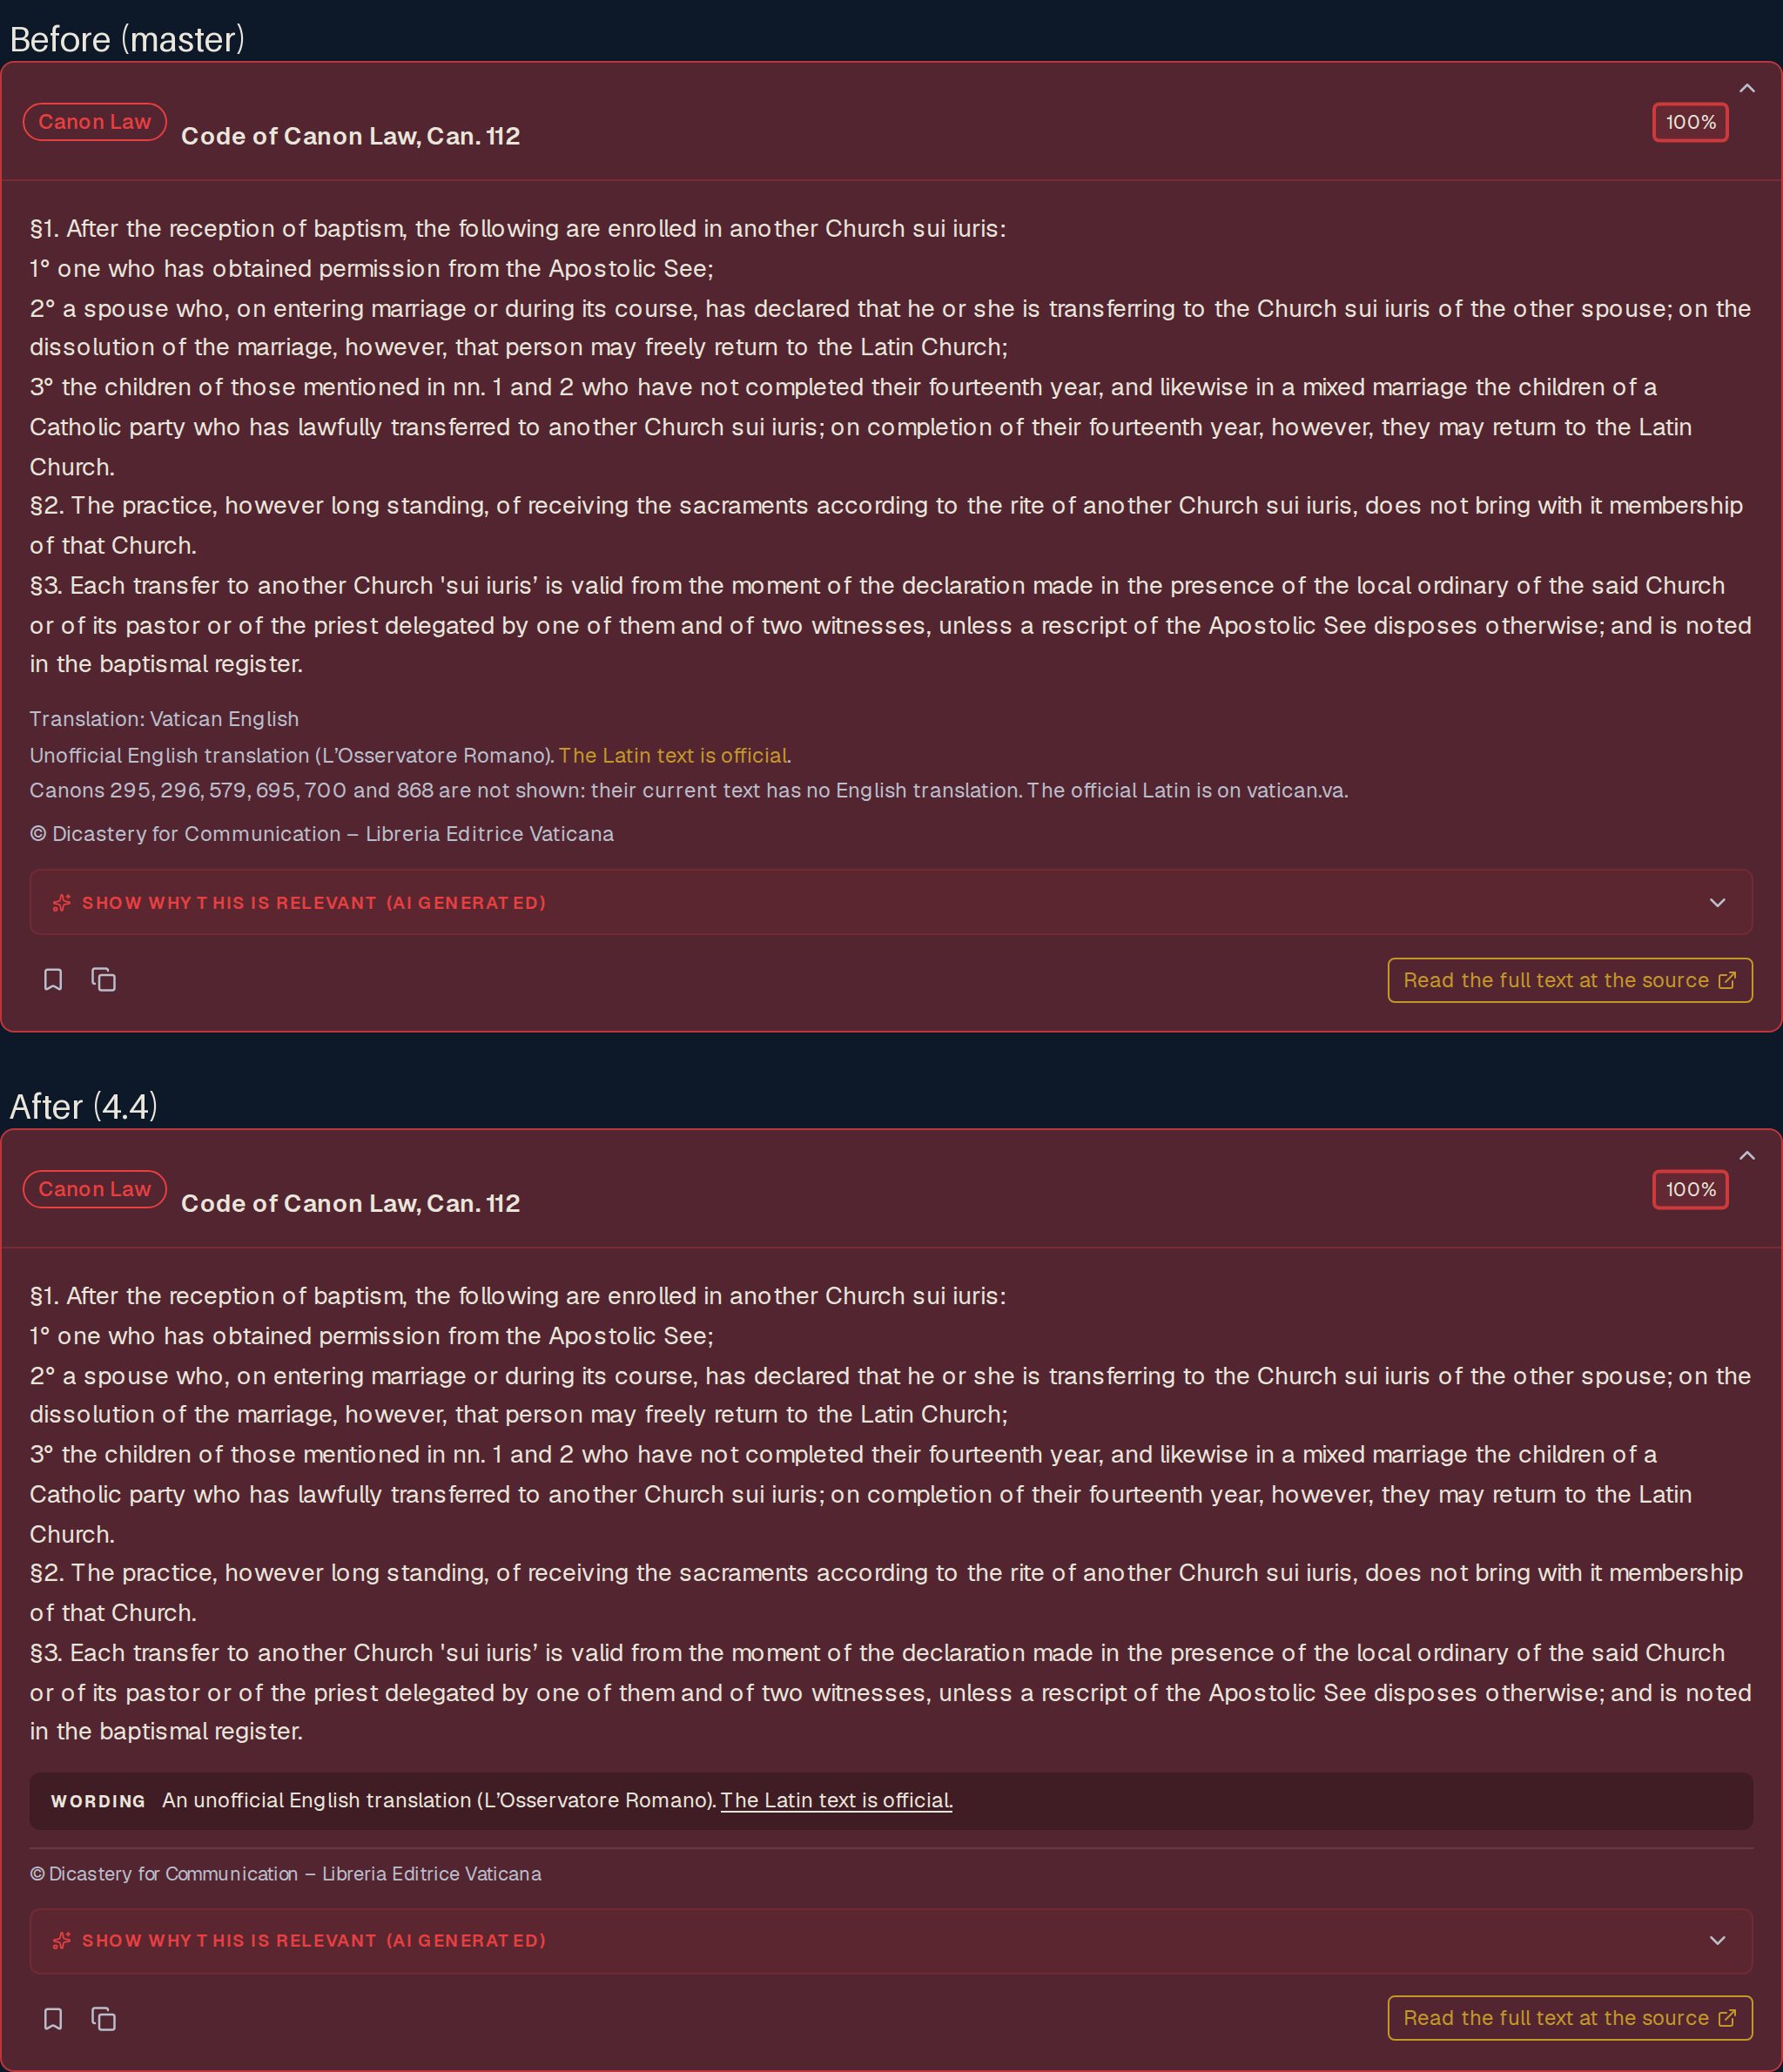 Before (master)
Canon Law
Code of Canon Law, Can. 112
100%
§1. After the reception of baptism, the following are enrolled in another Church sui iuris:
1° one who has obtained permission from the Apostolic See;
2° a spouse who, on entering marriage or during its course, has declared that he or she is transferring to the Church sui iuris of the other spouse; on the
dissolution of the marriage, however, that person may freely return to the Latin Church;
3° the children of those mentioned in nn. 1 and 2 who have not completed their fourteenth year, and likewise in a mixed marriage the children of a
Catholic party who has lawfully transferred to another Church sui iuris; on completion of their fourteenth year, however, they may return to the Latin
Church.
§2. The practice, however long standing, of receiving the sacraments according to the rite of another Church sui iuris, does not bring with it membership
of that Church.
§3. Each transfer to another Church 'sui iuris’ is valid from the moment of the declaration made in the presence of the local ordinary of the said Church
or of its pastor or of the priest delegated by one of them and of two witnesses, unless a rescript of the Apostolic See disposes otherwise; and is noted
in the baptismal register.
Translation: Vatican English
Unofficial English translation (L’Osservatore Romano). The Latin text is official.
Canons 295, 296, 579, 695, 700 and 868 are not shown: their current text has no English translation. The official Latin is on vatican.va.
© Dicastery for Communication – Libreria Editrice Vaticana
SHOW WHY THIS IS RELEVANT (AI GENERATED)
Read the full text at the source
After (4.4)
Canon Law
Code of Canon Law, Can. 112
100%
§1. After the reception of baptism, the following are enrolled in another Church sui iuris:
1° one who has obtained permission from the Apostolic See;
2° a spouse who, on entering marriage or during its course, has declared that he or she is transferring to the Church sui iuris of the other spouse; on the
dissolution of the marriage, however, that person may freely return to the Latin Church;
3° the children of those mentioned in nn. 1 and 2 who have not completed their fourteenth year, and likewise in a mixed marriage the children of a
Catholic party who has lawfully transferred to another Church sui iuris; on completion of their fourteenth year, however, they may return to the Latin
Church.
§2. The practice, however long standing, of receiving the sacraments according to the rite of another Church sui iuris, does not bring with it membership
of that Church.
§3. Each transfer to another Church 'sui iuris’ is valid from the moment of the declaration made in the presence of the local ordinary of the said Church
or of its pastor or of the priest delegated by one of them and of two witnesses, unless a rescript of the Apostolic See disposes otherwise; and is noted
in the baptismal register.
WORDING An unofficial English translation (L’Osservatore Romano). The Latin text is official.
© Dicastery for Communication – Libreria Editrice Vaticana
SHOW WHY THIS IS RELEVANT (AI GENERATED)
Read the full text at the source